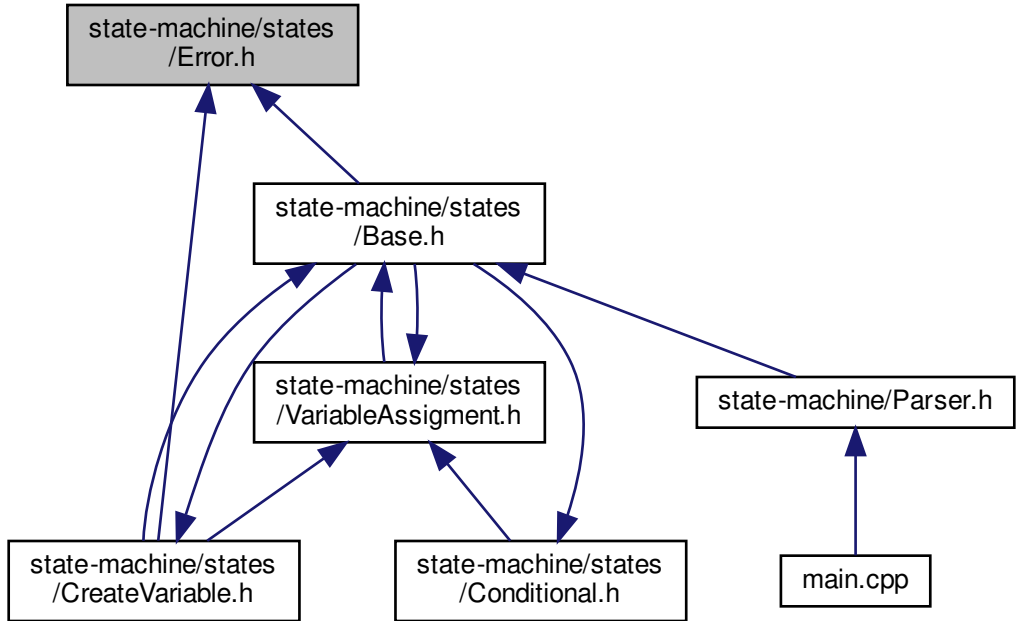 state-machine/states
/Error.h
state-machine/states
/Base.h
state-machine/states
/VariableAssigment.h
state-machine/Parser.h
state-machine/states
/CreateVariable.h
state-machine/states
/Conditional.h
main.cpp